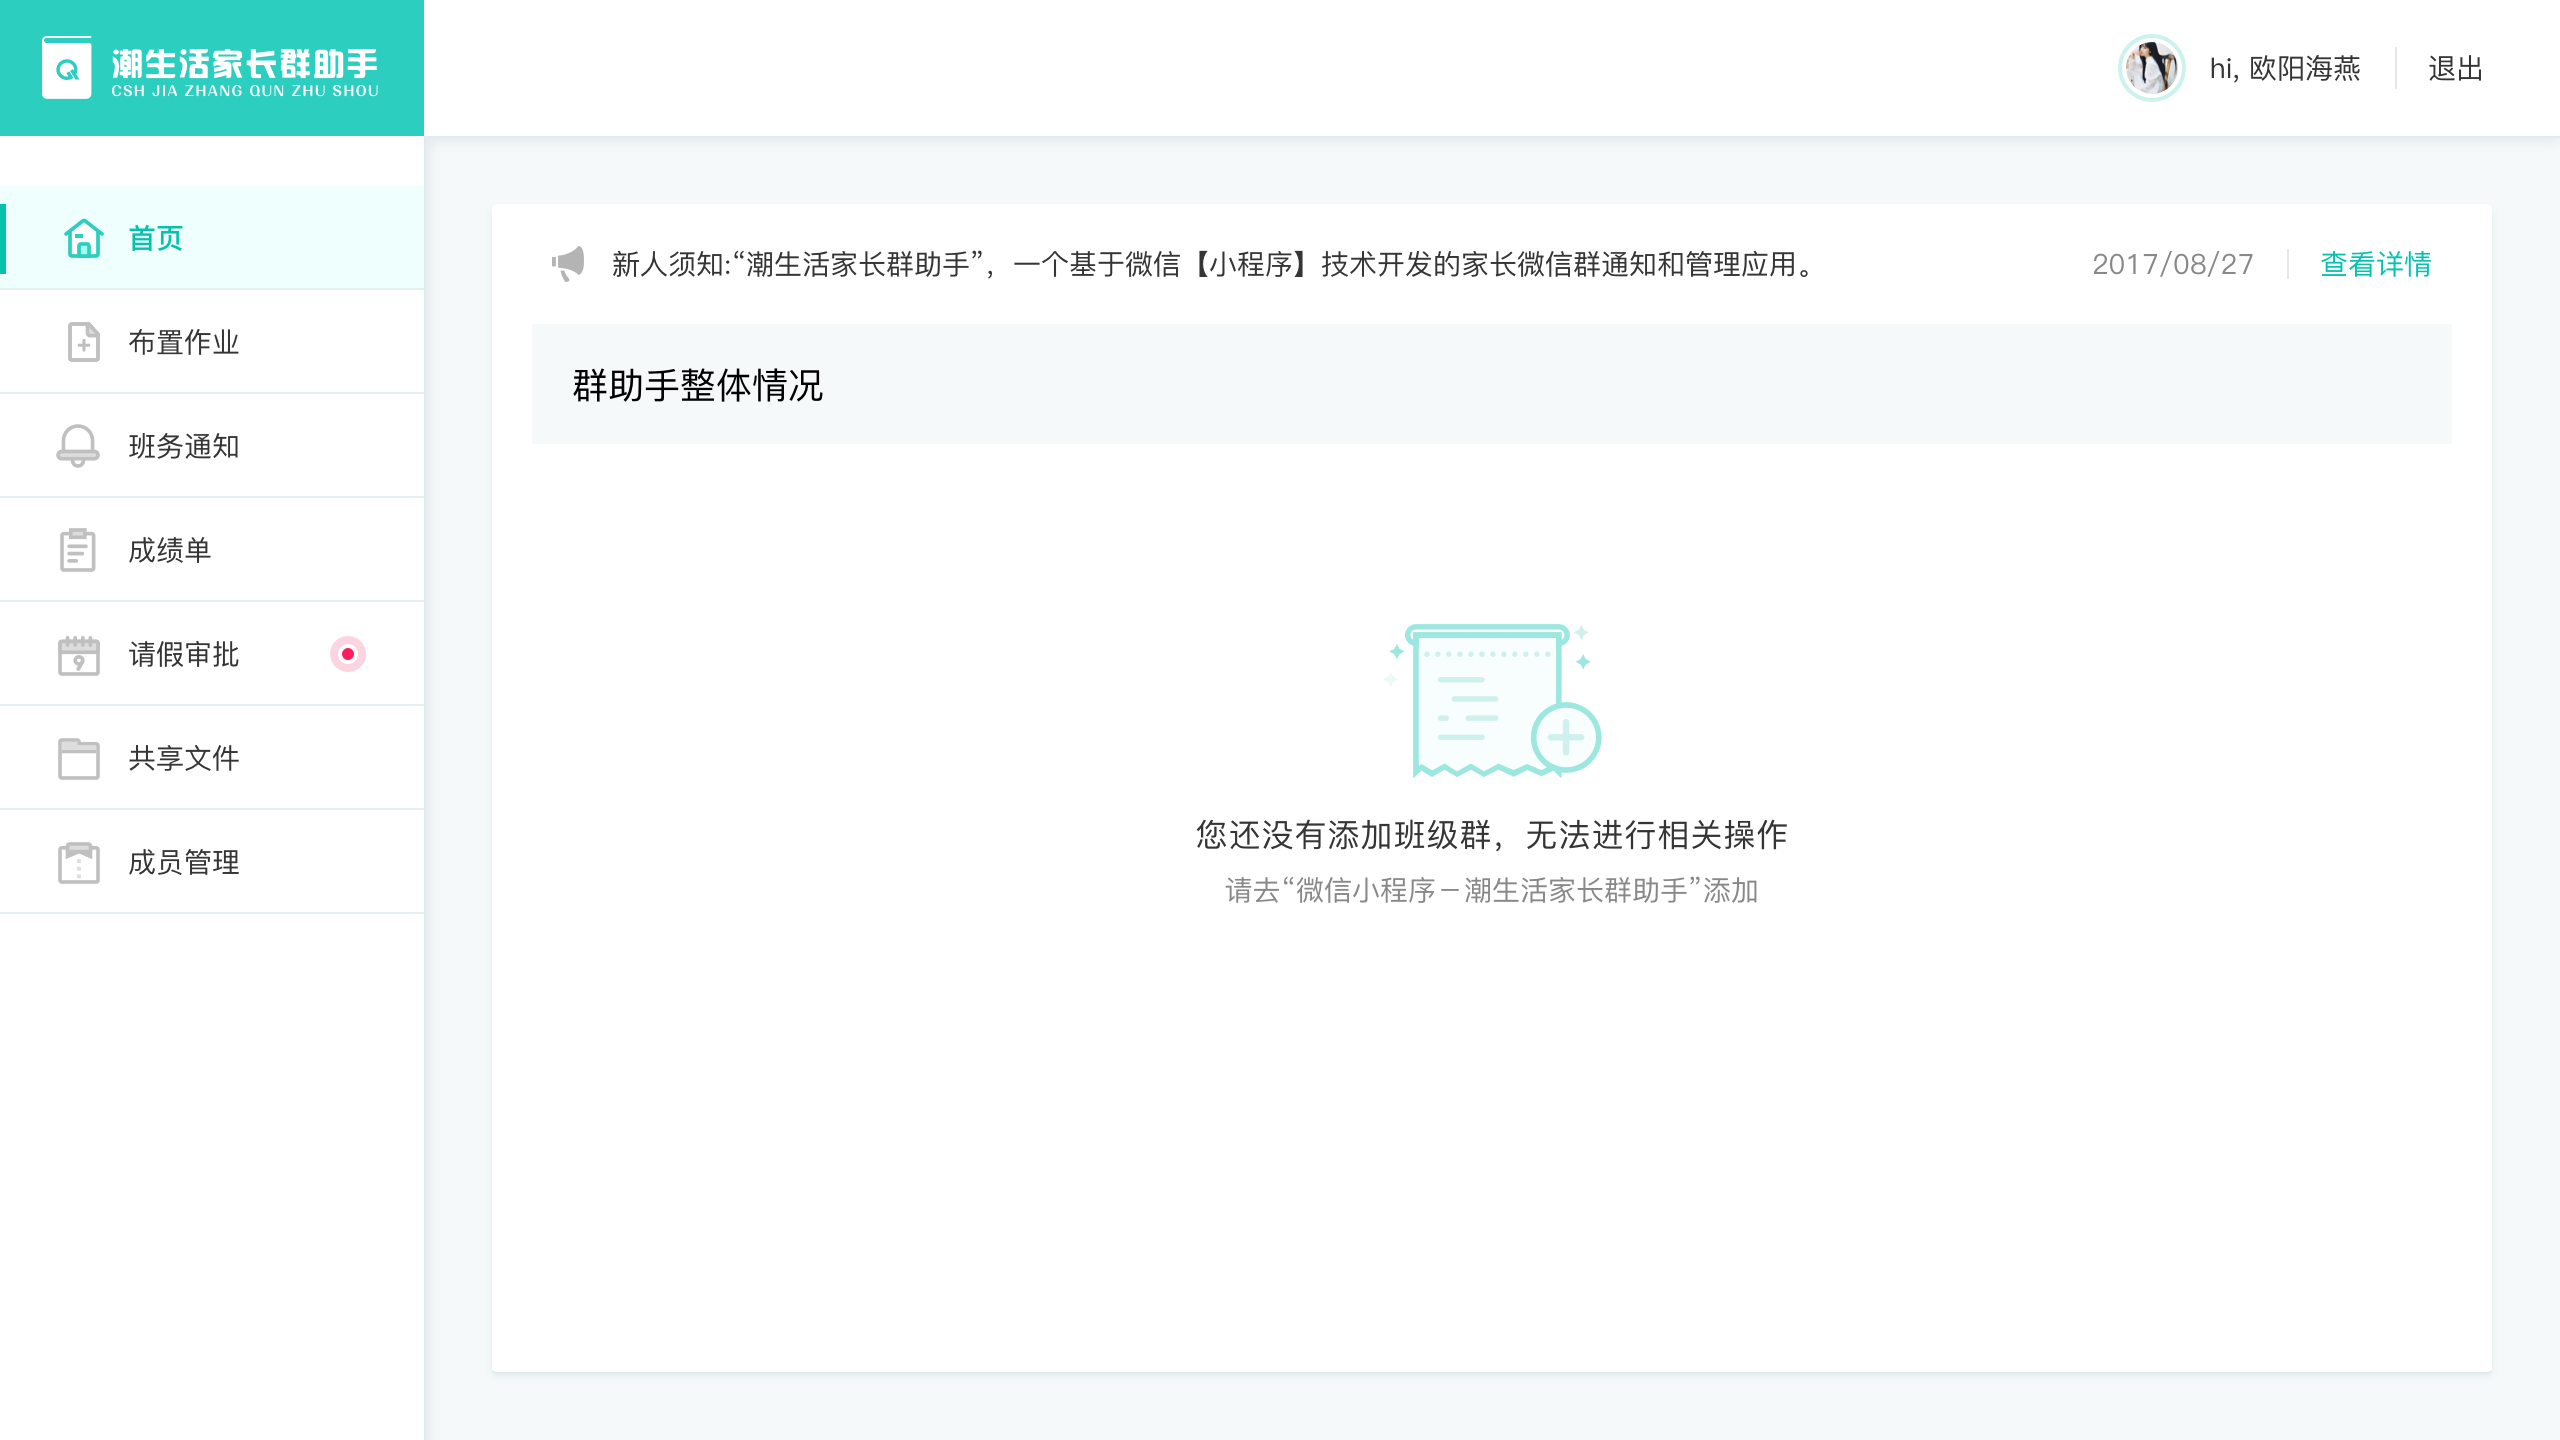 潮生活家长群助手
CSH JIA ZHANG QUN ZHU SHOU
hi, 欧阳海燕
退出
首页
布置作业
班务通知
成绩单
请假审批
共享文件
成员管理
新人须知:“潮生活家长群助手”，一个基于微信【小程序】技术开发的家长微信群通知和管理应用。
2017/08/27
查看详情
群助手整体情况
您还没有添加班级群，无法进行相关操作
请去“微信小程序－潮生活家长群助手”添加